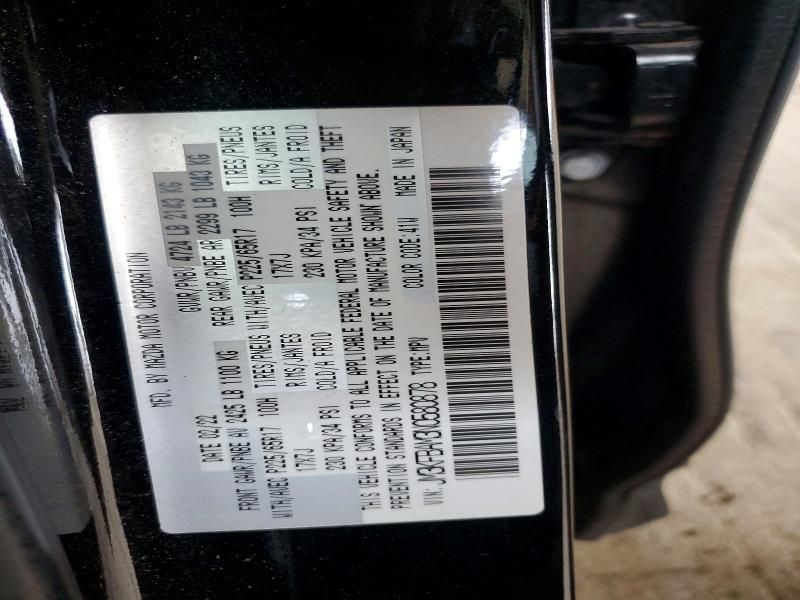 MFD. BY MAZDA MOTOR CORPORATION
DATE 02/22 GVWR/PNBV 4724 LB 2143 KG
FRONT GAWR/PNBE AV 2425 LB 1100 KG REAR GAWR/PNBE AR 2299 LB 1043 KG
WITH/AVEC P225/65R17 100H TIRES/PNEUS WITH/AVEC P225/65R17 100H TIRES/PNEUS
17X7J RIMS/JANTES 17X7J RIMS/JANTES
230 KPA/34 PSI COLD/A FROID 230 KPA/34 PSI COLD/A FROID
THIS VEHICLE CONFORMS TO ALL APPLICABLE FEDERAL MOTOR VEHICLE SAFETY AND THEFT
PREVENTION STANDARDS IN EFFECT ON THE DATE OF MANUFACTURE SHOWN ABOVE.
VIN: TYPE:MPV COLOR CODE:41W MADE IN JAPAN